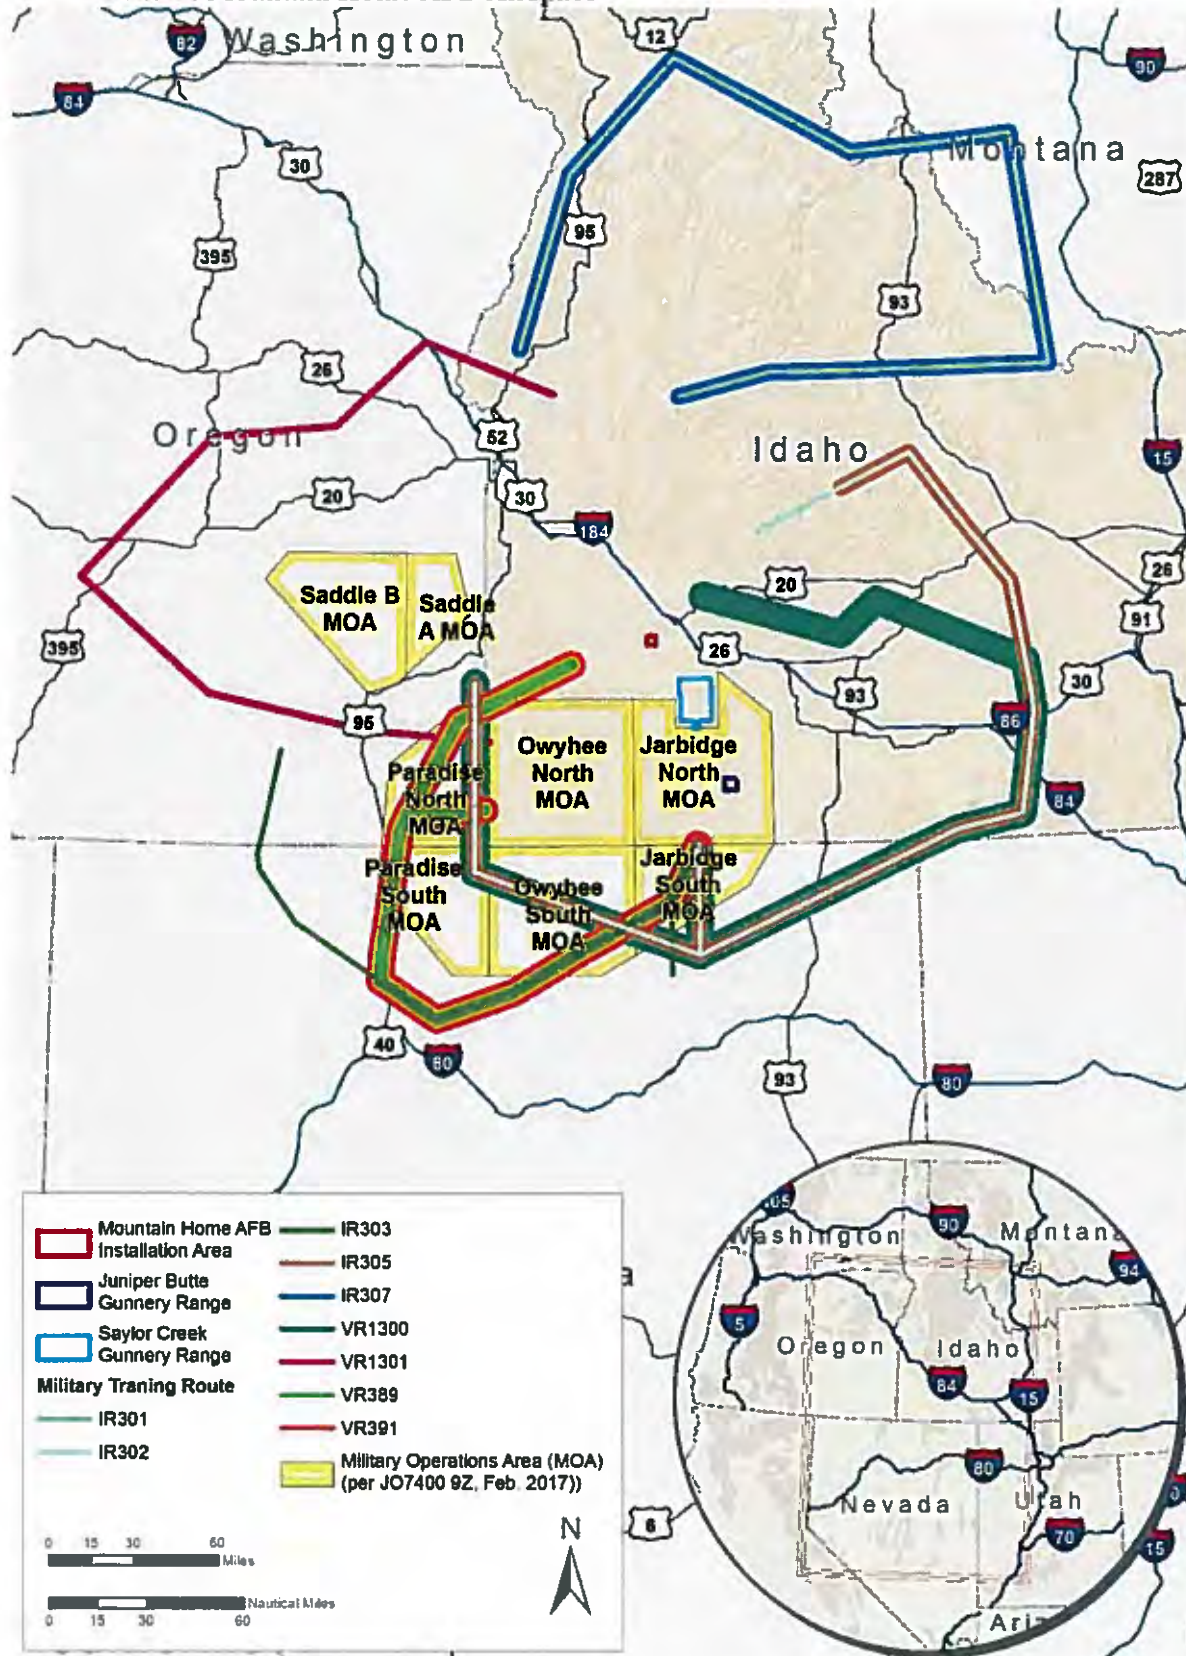 Washington
12
82
90
84
30
Montana
287
95
395
93
26
Oregon
52
Idaho
15
20
30
184
Saddle B
MOA
Saddle
A MOA
20
26
91
395
26
30
93
95
86
Owyhee
North
MOA
Jarbidge
North
MOA
Paradise
North
MOA
84
Paradise
South
MOA
Owyhee
South
MOA
Jarbidge
South
MOA
40
80
93
80
Mountain Home AFB
Installation Area
Juniper Butte
Gunnery Range
Saylor Creek
Gunnery Range
Military Traning Route
IR301
IR302
IR303
IR305
IR307
VR1300
VR1301
VR389
VR391
Military Operations Area (MOA)
(per JO7400 9Z, Feb. 2017))
0 15 30 60
Miles
Nautical Miles
0 15 30 60
N
a
6
Washington
90
Montana
94
5
Oregon
Idaho
84
15
80
Nevada
Utah
70
15
Ari